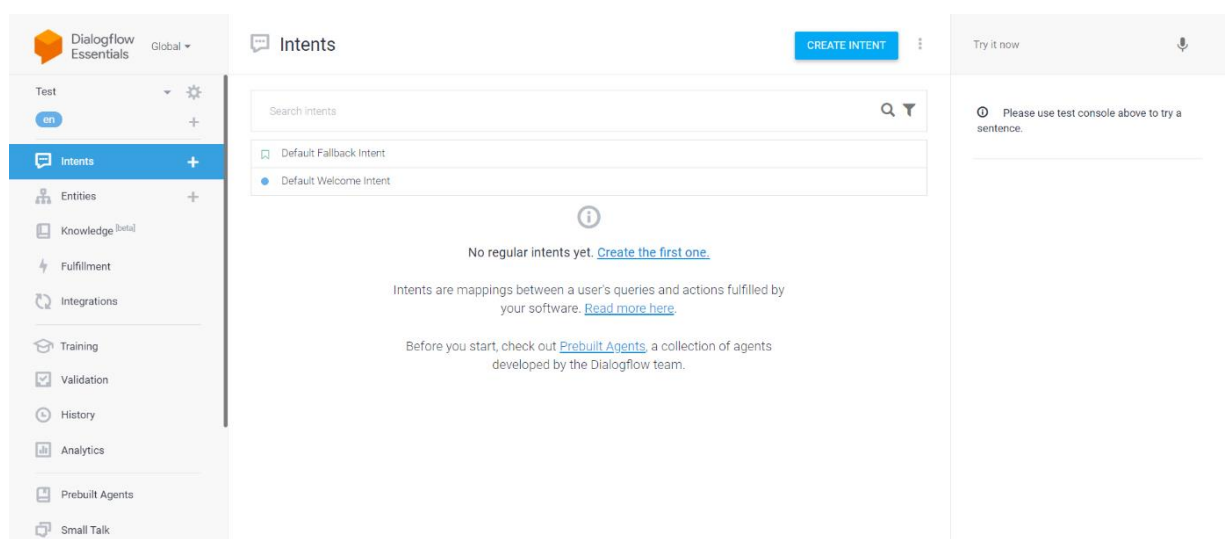 Dialogflow
Essentials
Global
Test
en
Intents
Entities
Knowledge [beta]
Fulfillment
Integrations
Training
Validation
History
Analytics
Prebuilt Agents
Small Talk
Intents
CREATE INTENT
Search intents
Default Fallback Intent
Default Welcome Intent
No regular intents yet. Create the first one.
Intents are mappings between a user's queries and actions fulfilled by
your software. Read more here.
Before you start, check out Prebuilt Agents, a collection of agents
developed by the Dialogflow team.
Try it now
Please use test console above to try a
sentence.